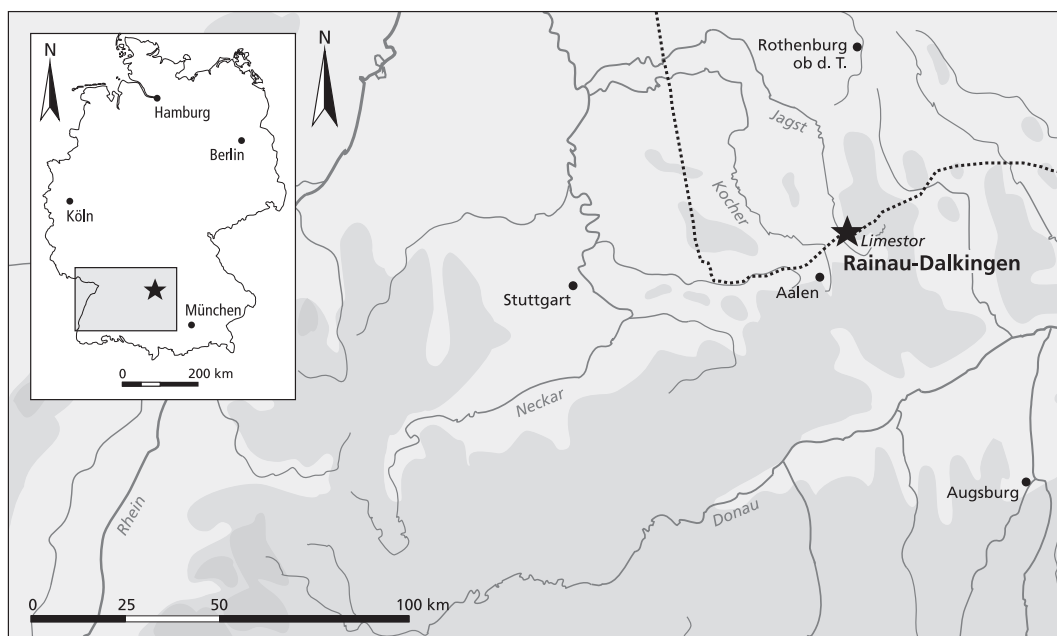 N
Hamburg
Berlin
Köln
München
0 200 km
N
Rothenburg
ob d. T.
Jagst
Kocher
Limestor
Rainau-Dalkingen
Aalen
Stuttgart
Neckar
Rhein
Donau
Augsburg
0 25 50 100 km